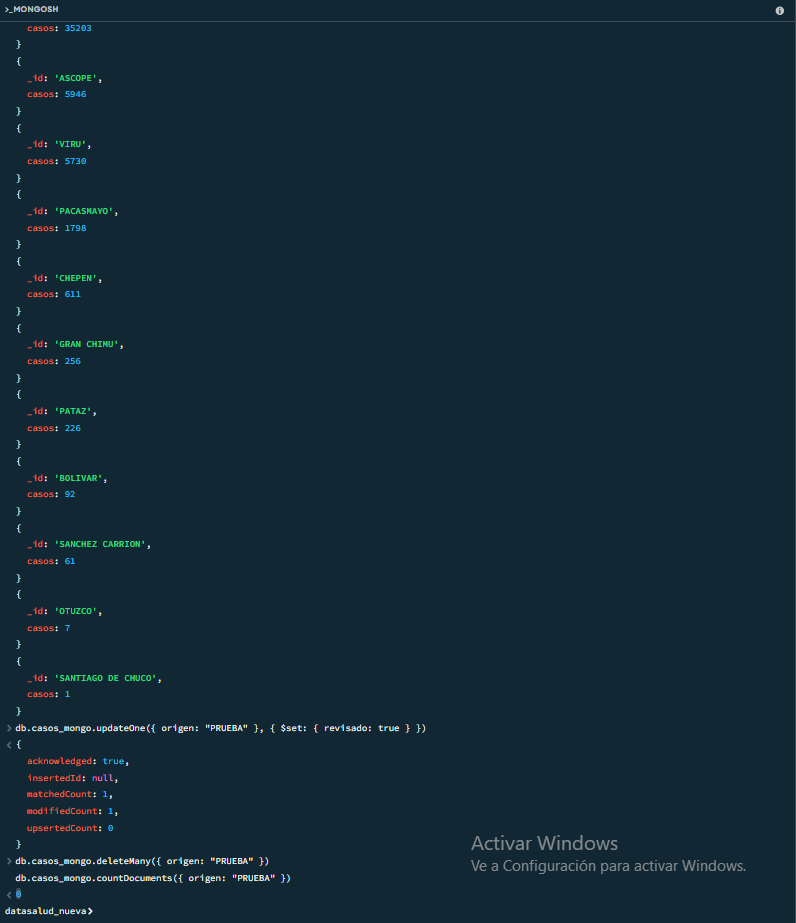 >_MONGOSH
casos: 35203
}
{
_id: 'ASCOPE',
casos: 5946
}
{
_id: 'VIRU',
casos: 5730
}
{
_id: 'PACASMAYO',
casos: 1798
}
{
_id: 'CHEPEN',
casos: 611
}
{
_id: 'GRAN CHIMU',
casos: 256
}
{
_id: 'PATAZ',
casos: 226
}
{
_id: 'BOLIVAR',
casos: 92
}
{
_id: 'SANCHEZ CARRION',
casos: 61
}
{
_id: 'OTUZCO',
casos: 7
}
{
_id: 'SANTIAGO DE CHUCO',
casos: 1
}
> db.casos_mongo.updateOne({ origen: "PRUEBA" }, { $set: { revisado: true } })
< {
acknowledged: true,
insertedId: null,
matchedCount: 1,
modifiedCount: 1,
upsertedCount: 0
}
> db.casos_mongo.deleteMany({ origen: "PRUEBA" })
db.casos_mongo.countDocuments({ origen: "PRUEBA" })
< 0
datasalud_nueva>
Activar Windows
Ve a Configuración para activar Windows.